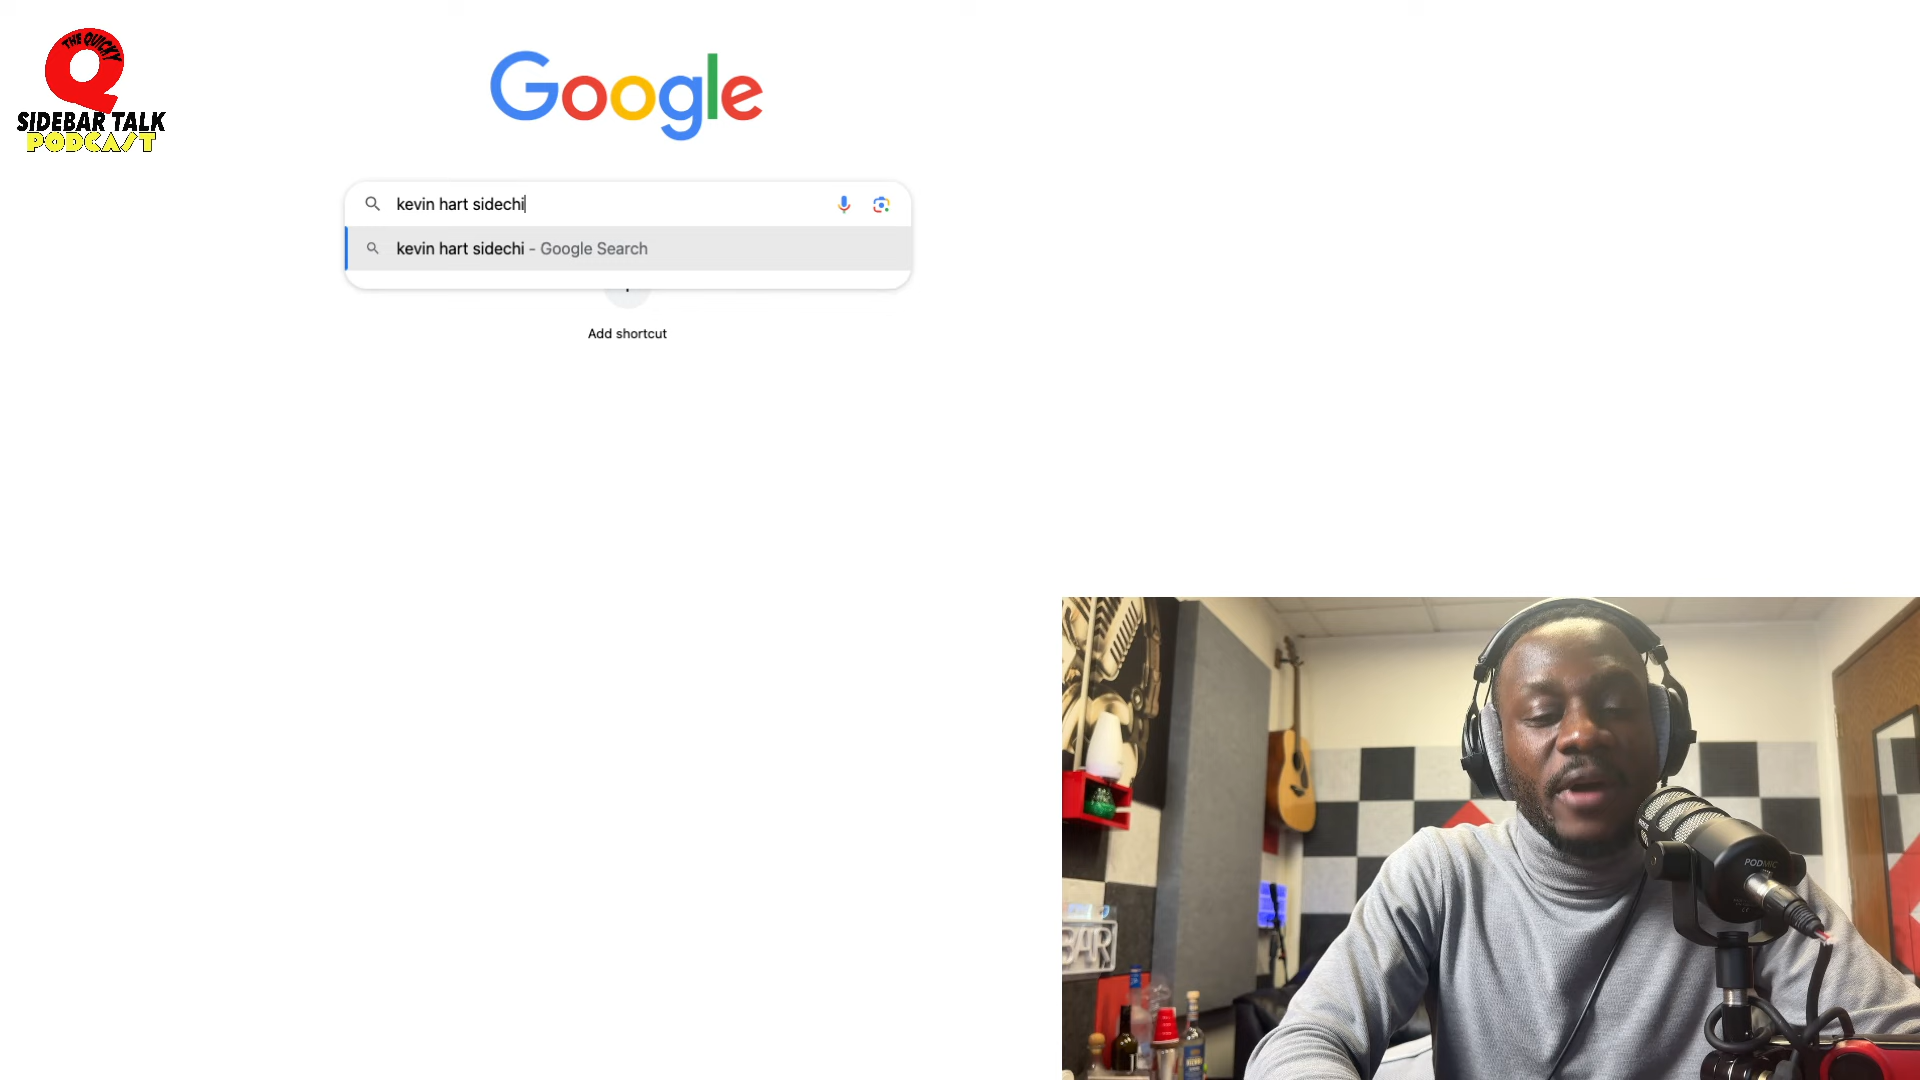 THE QUICKY
SIDEBAR TALK
PODCAST
Google
kevin hart sidechi
kevin hart sidechi - Google Search
Add shortcut
BAR
PODMIC